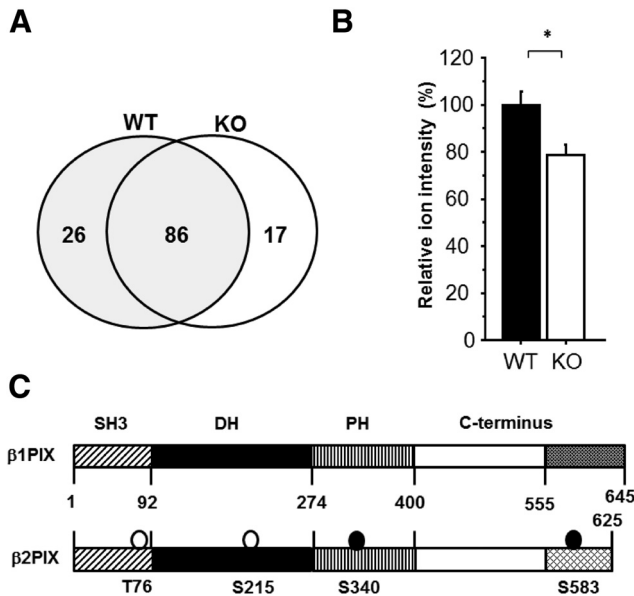 A
WT
KO
26
86
17
B
*
Relative ion intensity (%)
120
100
80
60
40
20
0
WT
KO
C
SH3 DH PH C-terminus
β1PIX
1 92 274 400 555 645
625
β2PIX
T76 S215 S340 S583